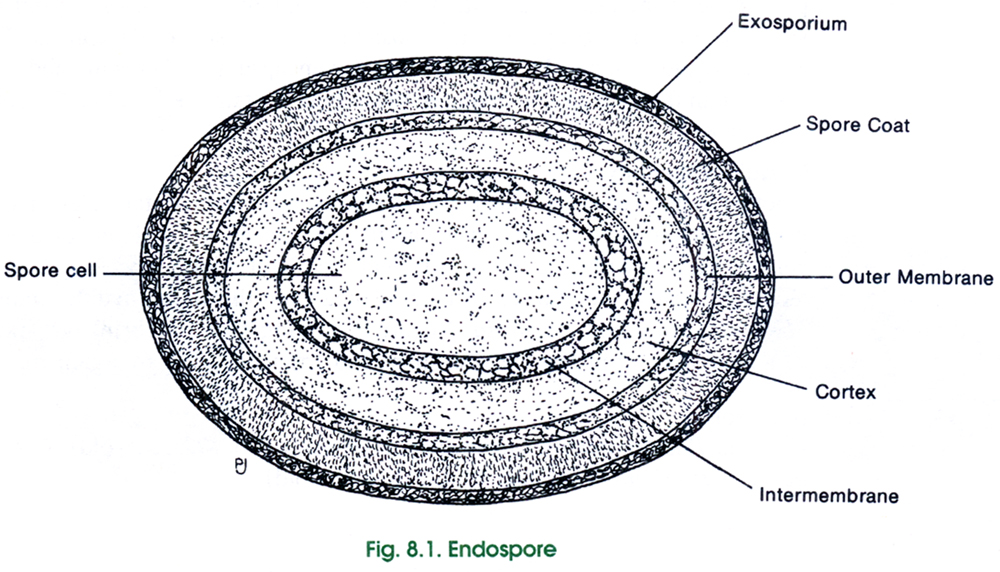 Exosporium
Spore Coat
Spore cell
Outer Membrane
Cortex
Intermembrane
Fig. 8.1. Endospore